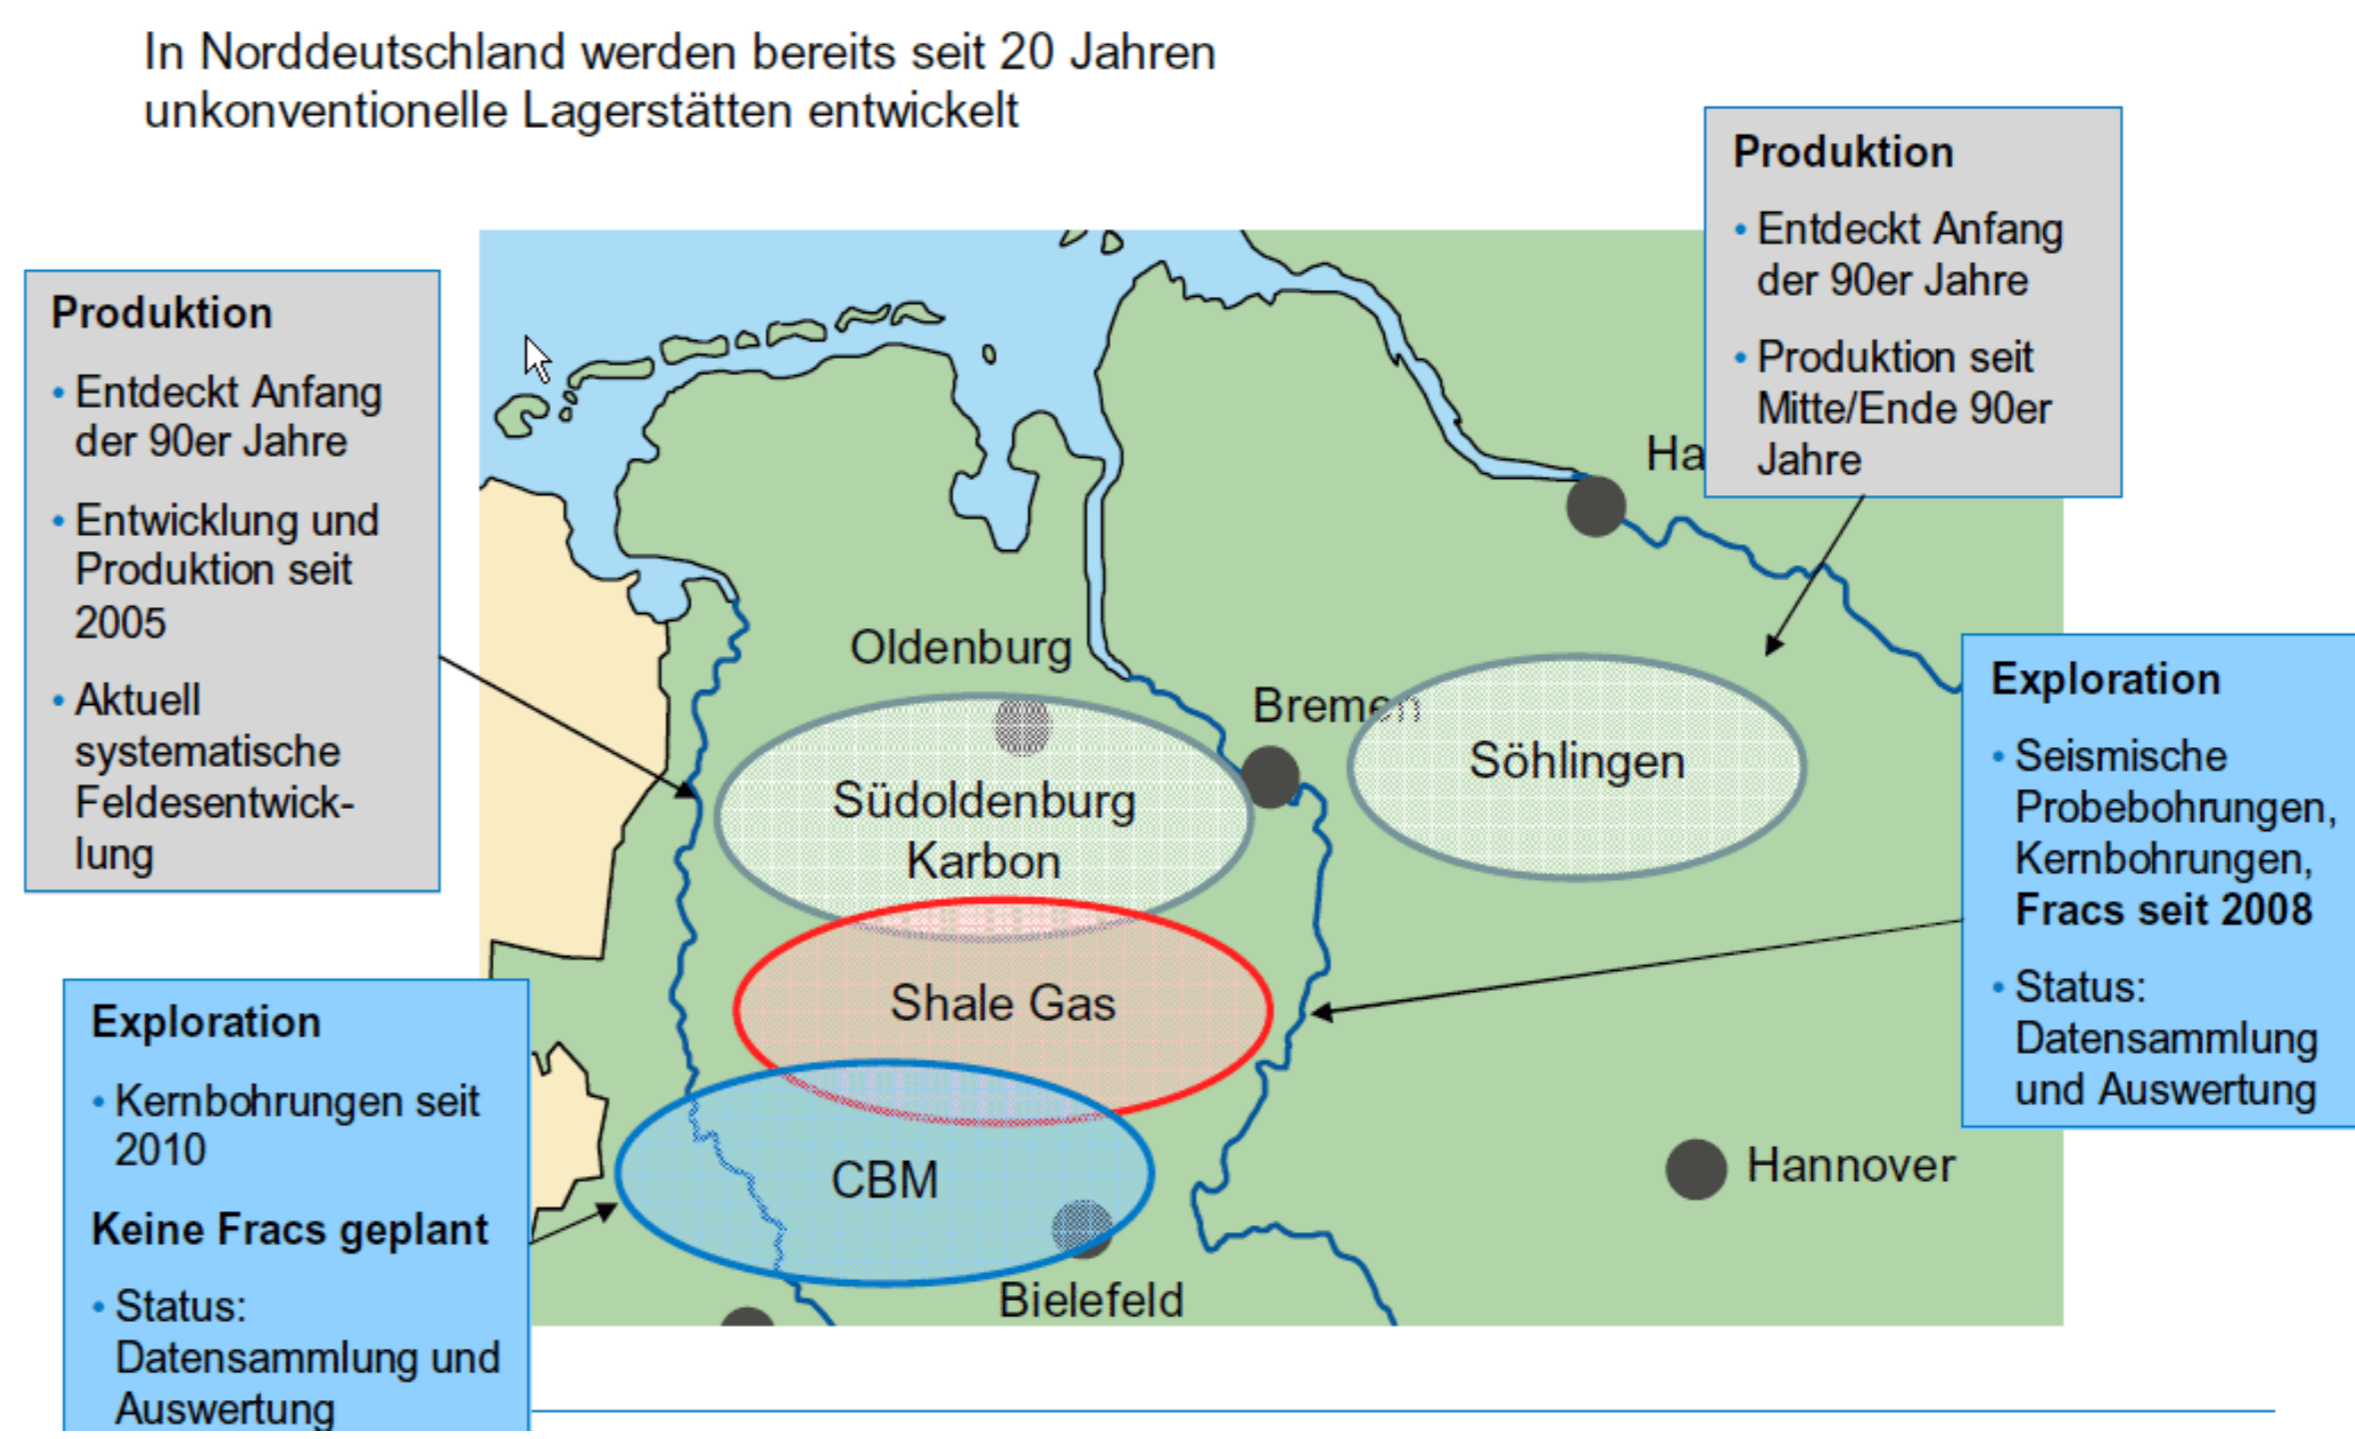 In Norddeutschland werden bereits seit 20 Jahren
unkonventionelle Lagerstätten entwickelt
Produktion
• Entdeckt Anfang
der 90er Jahre
• Produktion seit
Mitte/Ende 90er
Jahre
Produktion
• Entdeckt Anfang
der 90er Jahre
• Entwicklung und
Produktion seit
2005
• Aktuell
systematische
Feldesentwick-
lung
Ha
Oldenburg
Bremen
Söhlingen
Südoldenburg
Karbon
Shale Gas
CBM
Bielefeld
Hannover
Exploration
• Seismische
Probebohrungen,
Kernbohrungen,
Fracs seit 2008
• Status:
Datensammlung
und Auswertung
Exploration
• Kernbohrungen seit
2010
Keine Fracs geplant
• Status:
Datensammlung und
Auswertung